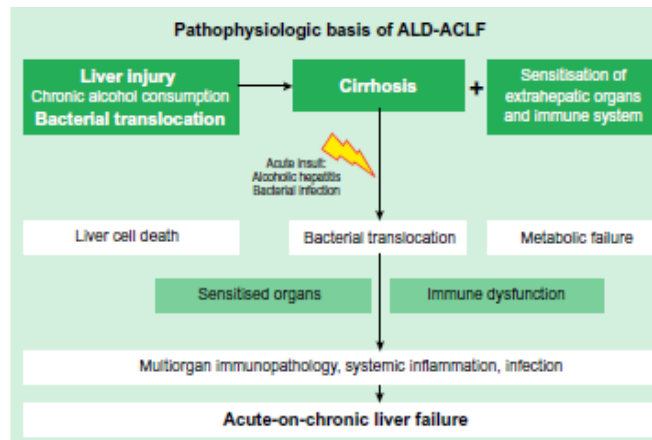 Pathophysiologic basis of ALD-ACLF
Liver injury
Chronic alcohol consumption
Bacterial translocation
Cirrhosis
+
Sensitisation of
extrahepatic organs
and immune system
Acute insult:
Alcoholic hepatitis
Bacterial infection
Liver cell death
Bacterial translocation
Metabolic failure
Sensitised organs
Immune dysfunction
Multiorgan immunopathology, systemic inflammation, infection
Acute-on-chronic liver failure